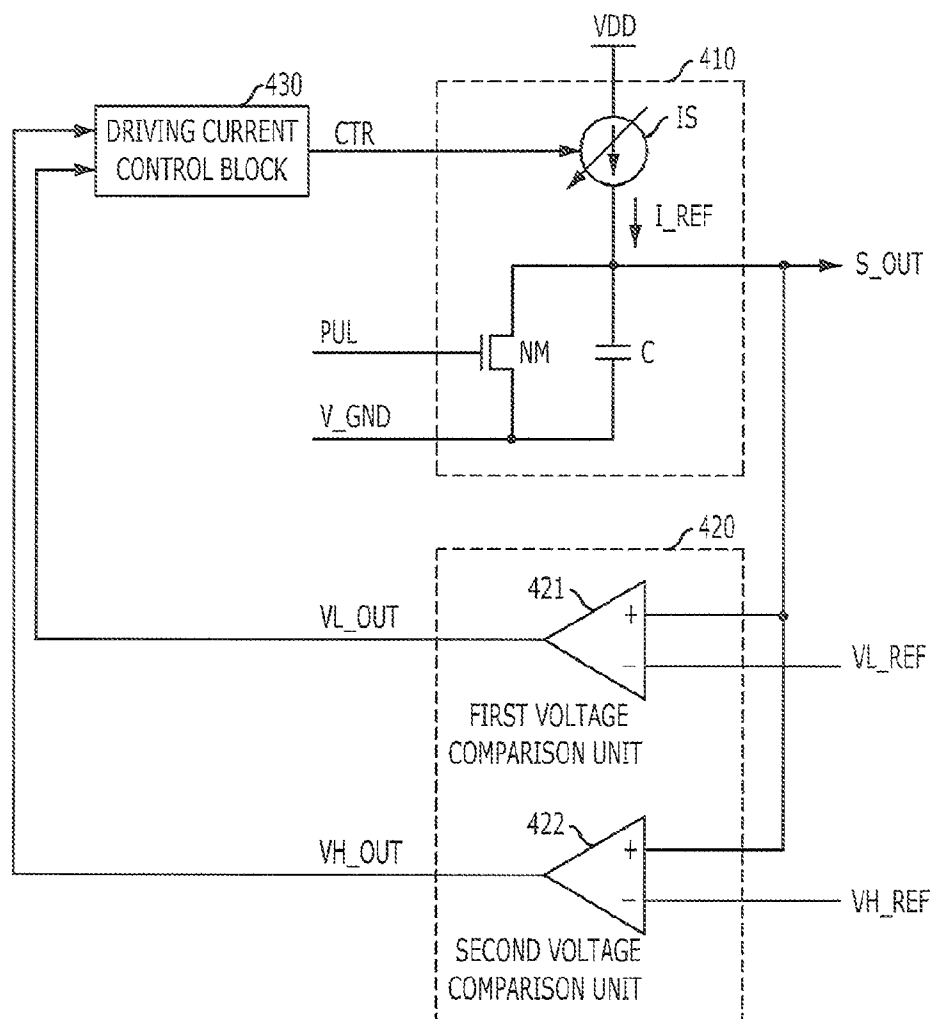 VDD
410
430
DRIVING CURRENT
CONTROL BLOCK
CTR
IS
I_REF
S_OUT
PUL
NM
C
V_GND
420
421
+
−
VL_OUT
VL_REF
FIRST VOLTAGE
COMPARISON UNIT
422
+
−
VH_OUT
VH_REF
SECOND VOLTAGE
COMPARISON UNIT